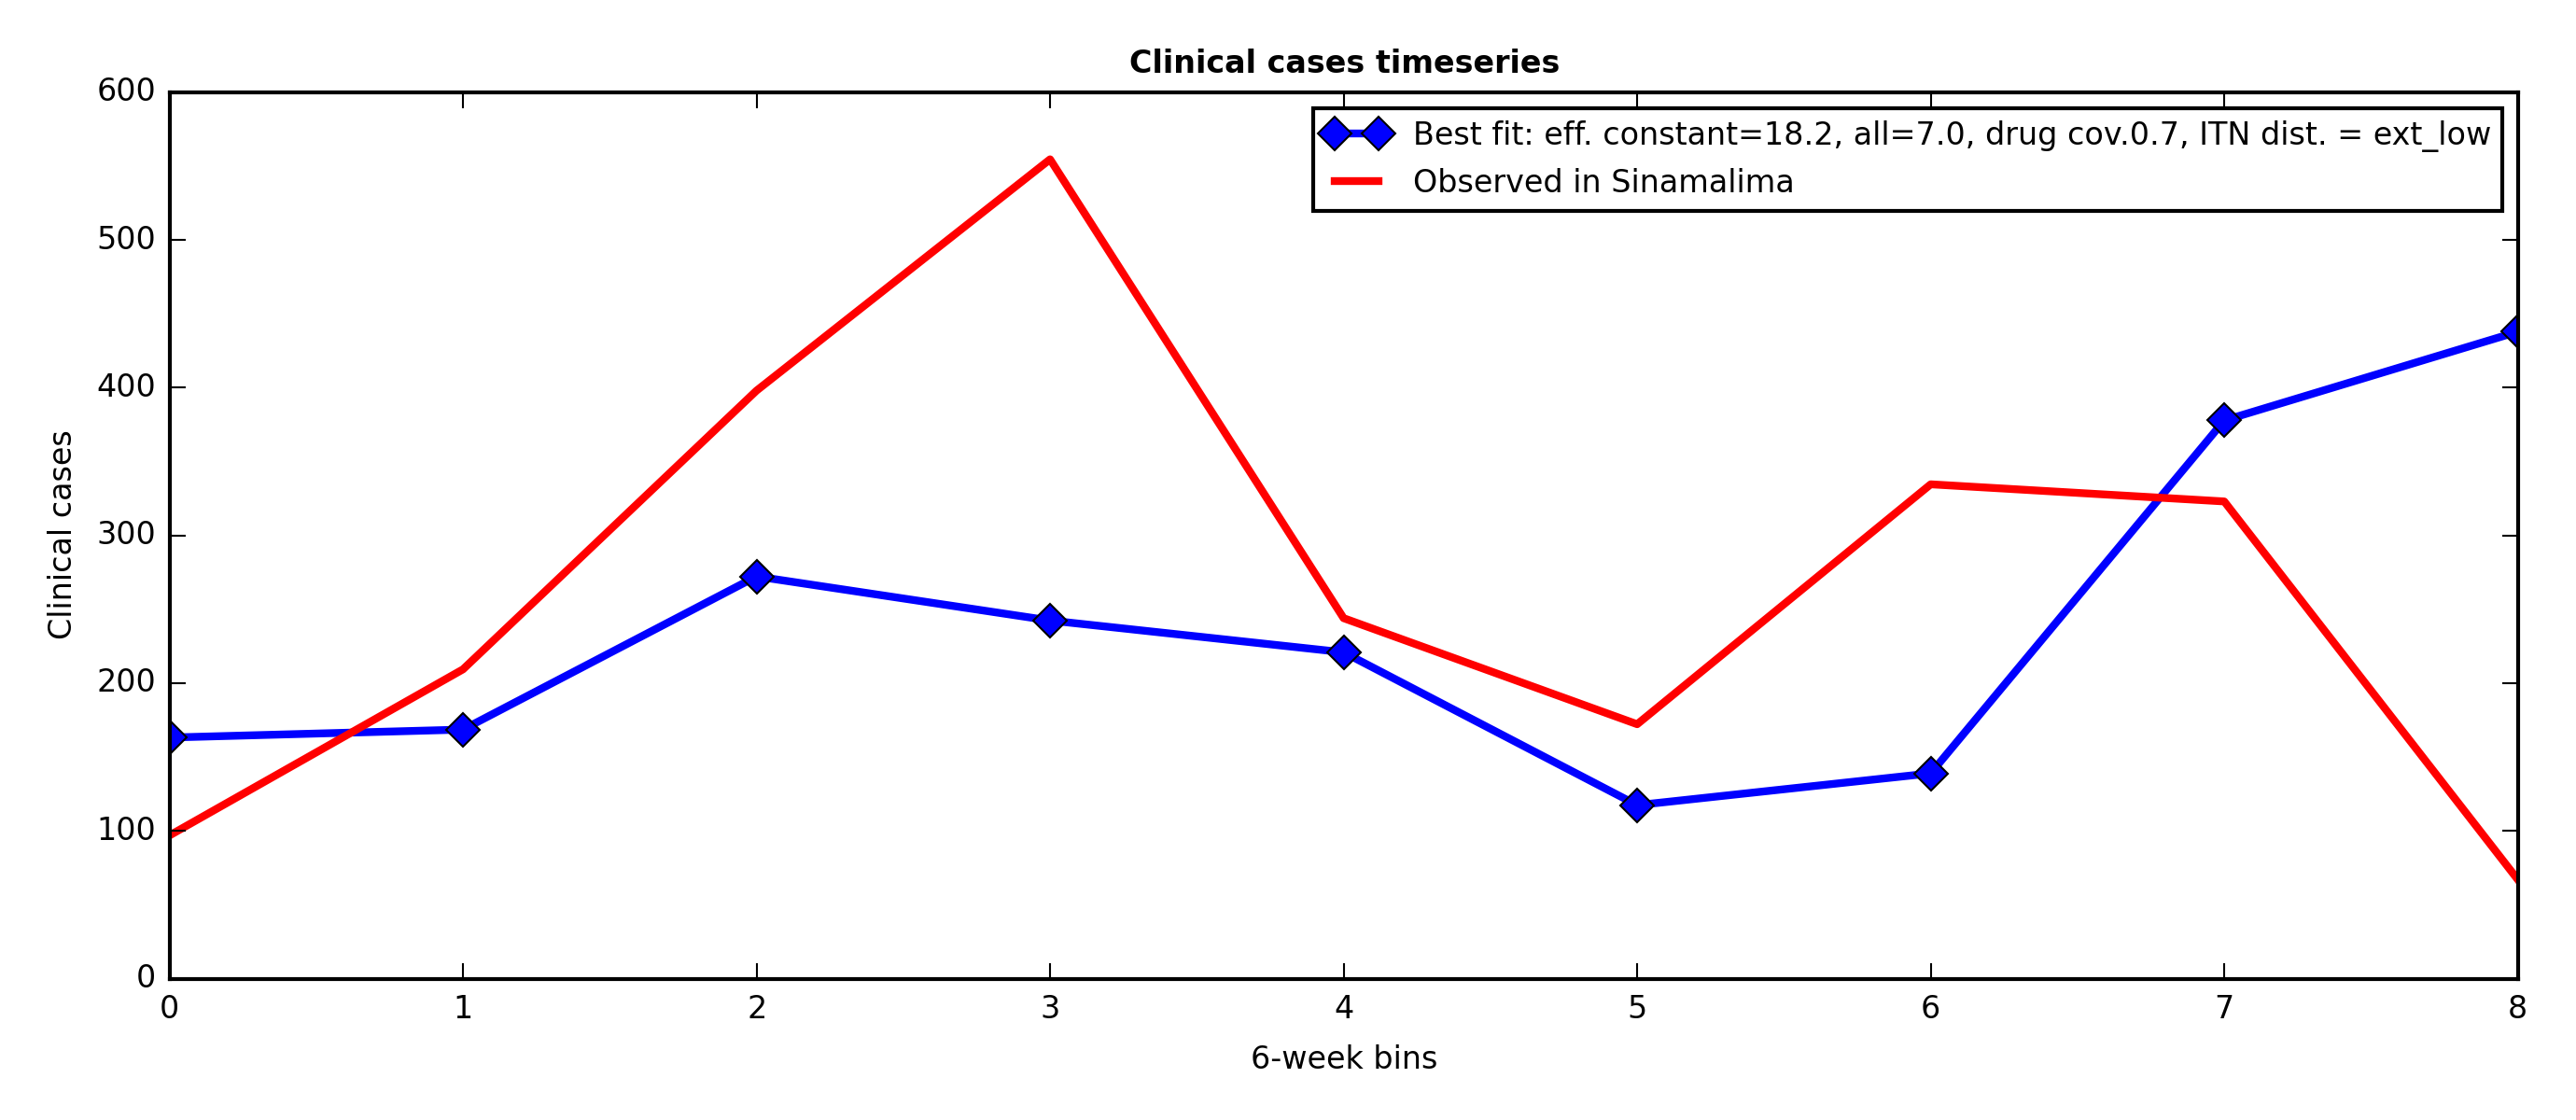 Clinical cases timeseries
600
500
400
300
200
100
0
Clinical cases
Best fit: eff. constant=18.2, all=7.0, drug cov.0.7, ITN dist. = ext_low
Observed in Sinamalima
0 1 2 3 4 5 6 7 8
6-week bins